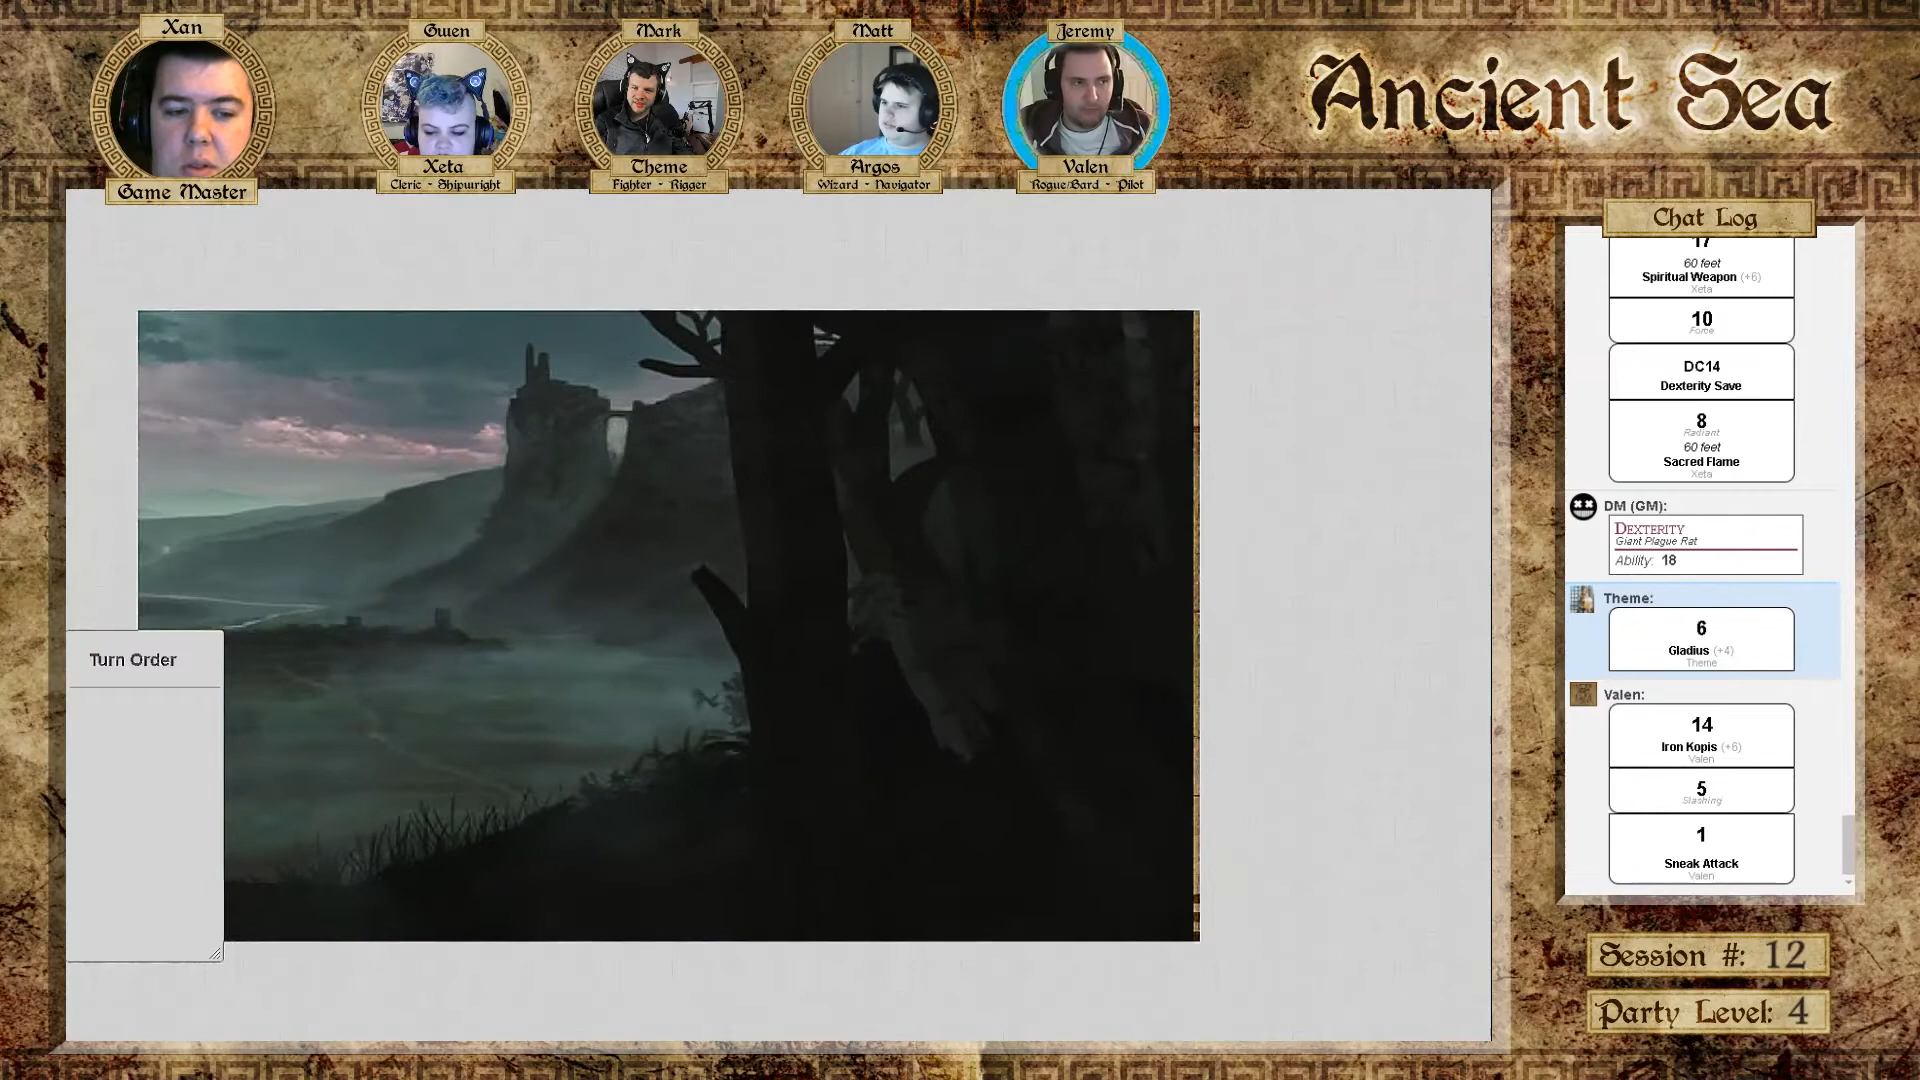 Xan
Gwen
Mark
Matt
Jeremy
Ancient Sea
Xeta
Theme
Argos
Valen
Game Master
Cleric - Shipwright
Fighter - Rigger
Wizard - Navigator
Rogue/Bard - Pilot
Chat Log
17
60 feet
Spiritual Weapon (+6)
Xeta
10
Force
DC14
Dexterity Save
8
Radiant
60 feet
Sacred Flame
Xeta
DM (GM):
DEXTERITY
Giant Plague Rat
Ability: 18
Theme:
6
Gladius (+4)
Theme
Valen:
14
Iron Kopis (+6)
Valen
5
Slashing
1
Sneak Attack
Valen
Turn Order
Session #: 12
Party Level: 4